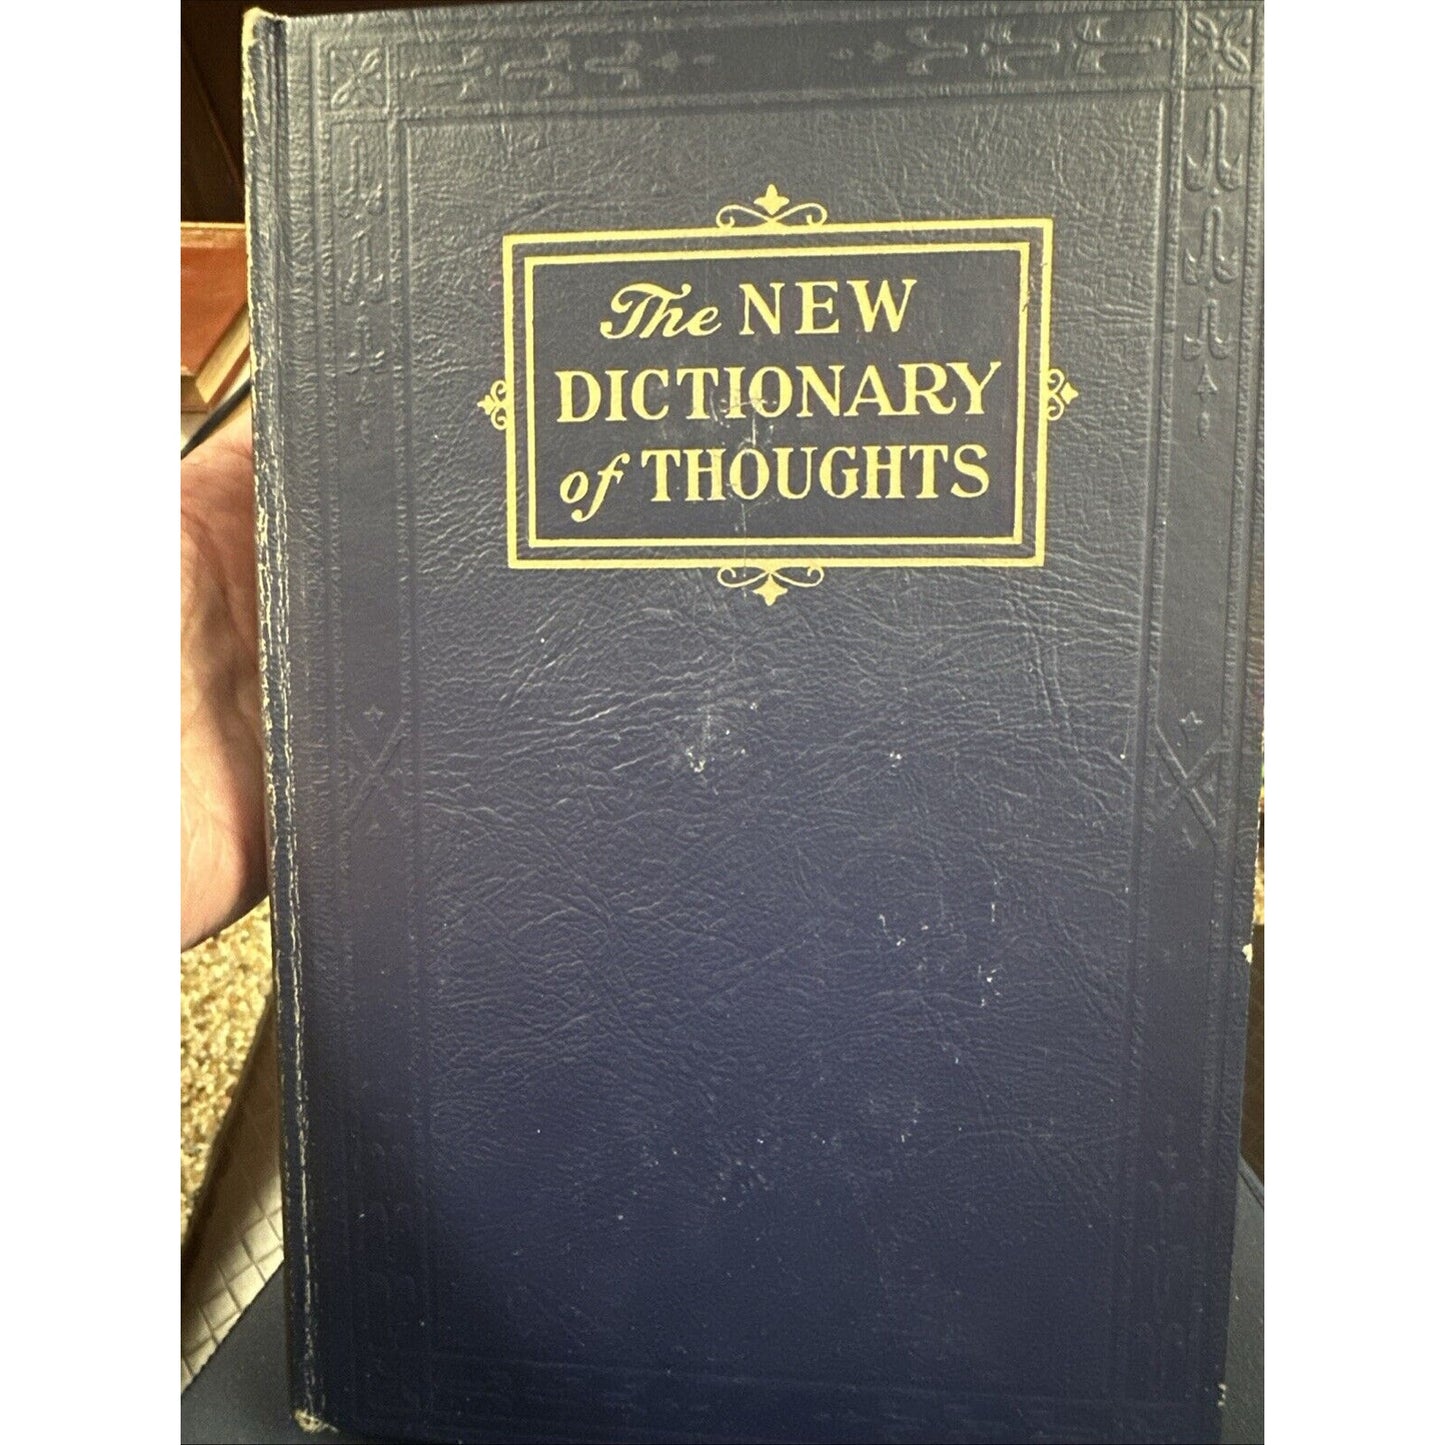 The NEW
DICTIONARY
of THOUGHTS